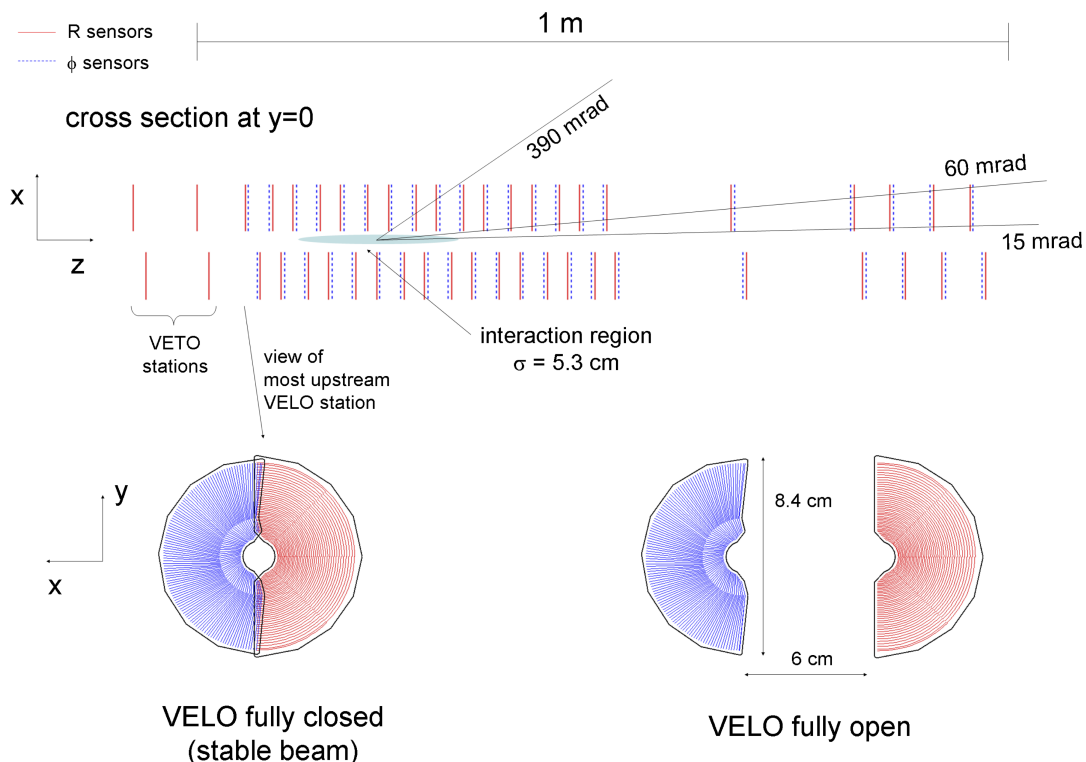 R sensors
ϕ sensors
1 m
cross section at y=0
390 mrad
60 mrad
15 mrad
x
z
VETO
stations
view of
most upstream
VELO station
interaction region
σ = 5.3 cm
y
x
8.4 cm
6 cm
VELO fully closed
(stable beam)
VELO fully open